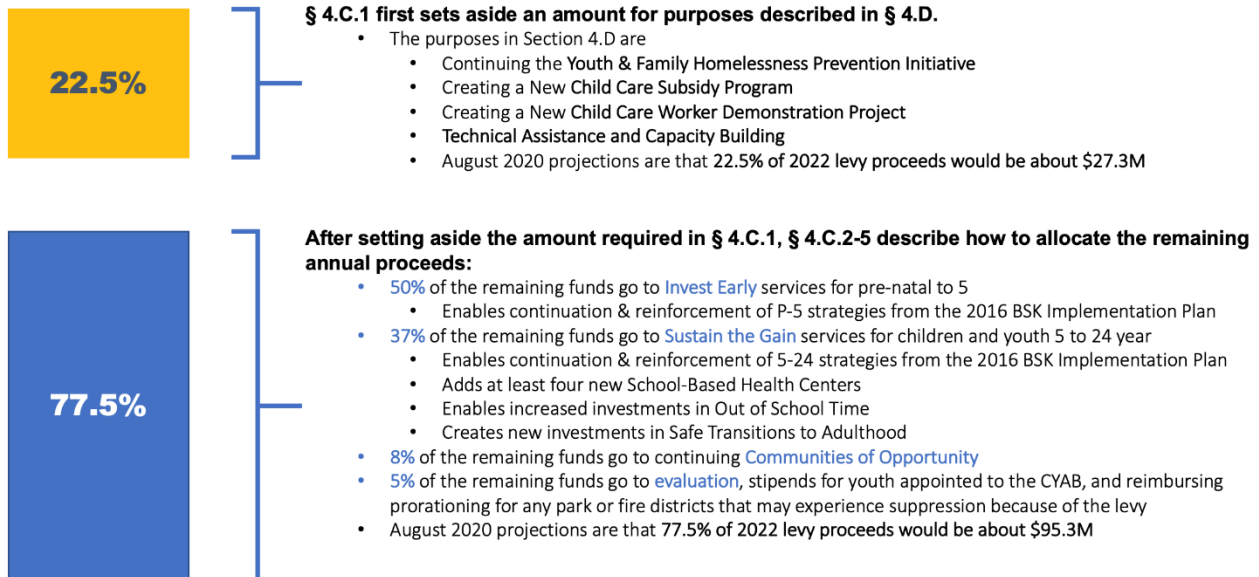 22.5%
§ 4.C.1 first sets aside an amount for purposes described in § 4.D.
• The purposes in Section 4.D are
• Continuing the Youth & Family Homelessness Prevention Initiative
• Creating a New Child Care Subsidy Program
• Creating a New Child Care Worker Demonstration Project
• Technical Assistance and Capacity Building
• August 2020 projections are that 22.5% of 2022 levy proceeds would be about $27.3M
77.5%
After setting aside the amount required in § 4.C.1, § 4.C.2-5 describe how to allocate the remaining
annual proceeds:
• 50% of the remaining funds go to Invest Early services for pre-natal to 5
• Enables continuation & reinforcement of P-5 strategies from the 2016 BSK Implementation Plan
• 37% of the remaining funds go to Sustain the Gain services for children and youth 5 to 24 year
• Enables continuation & reinforcement of 5-24 strategies from the 2016 BSK Implementation Plan
• Adds at least four new School-Based Health Centers
• Enables increased investments in Out of School Time
• Creates new investments in Safe Transitions to Adulthood
• 8% of the remaining funds go to continuing Communities of Opportunity
• 5% of the remaining funds go to evaluation, stipends for youth appointed to the CYAB, and reimbursing
prorationing for any park or fire districts that may experience suppression because of the levy
• August 2020 projections are that 77.5% of 2022 levy proceeds would be about $95.3M